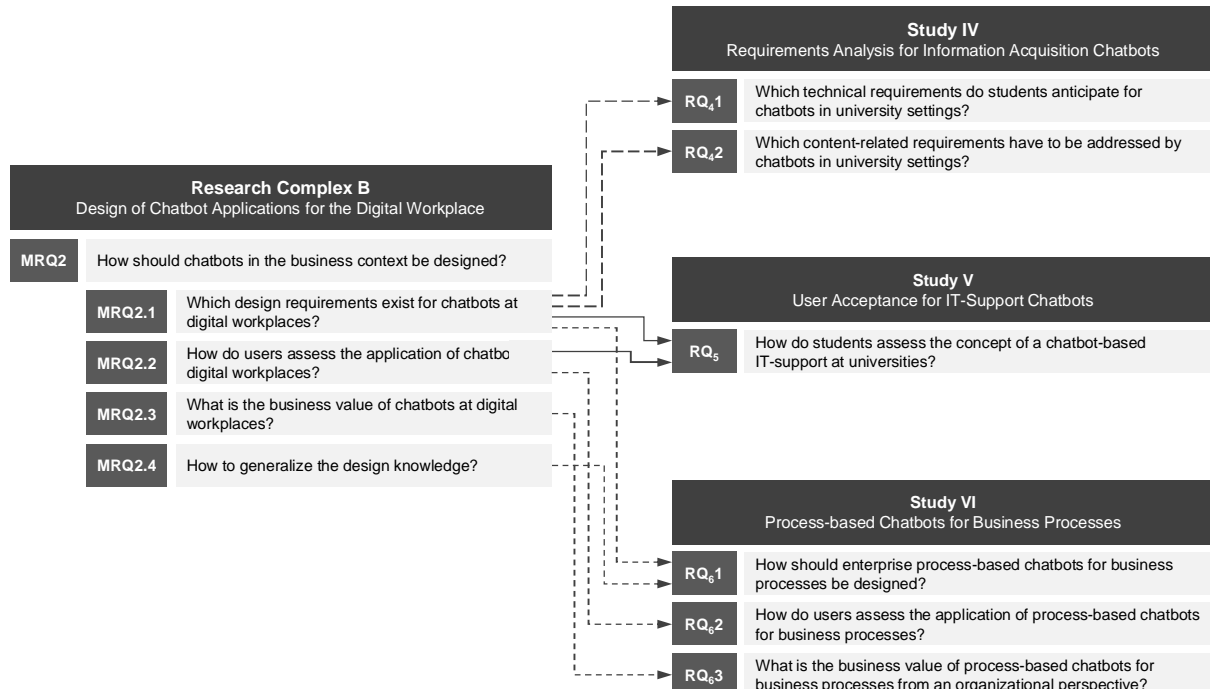 Research Complex B
Design of Chatbot Applications for the Digital Workplace
MRQ2
How should chatbots in the business context be designed?
MRQ2.1
Which design requirements exist for chatbots at
digital workplaces?
MRQ2.2
How do users assess the application of chatbo
digital workplaces?
MRQ2.3
What is the business value of chatbots at digital
workplaces?
MRQ2.4
How to generalize the design knowledge?
Study IV
Requirements Analysis for Information Acquisition Chatbots
RQ₄1
Which technical requirements do students anticipate for
chatbots in university settings?
RQ₄2
Which content-related requirements have to be addressed by
chatbots in university settings?
Study V
User Acceptance for IT-Support Chatbots
RQ₅
How do students assess the concept of a chatbot-based
IT-support at universities?
Study VI
Process-based Chatbots for Business Processes
RQ₆1
How should enterprise process-based chatbots for business
processes be designed?
RQ₆2
How do users assess the application of process-based chatbots
for business processes?
RQ₆3
What is the business value of process-based chatbots for
business processes from an organizational perspective?